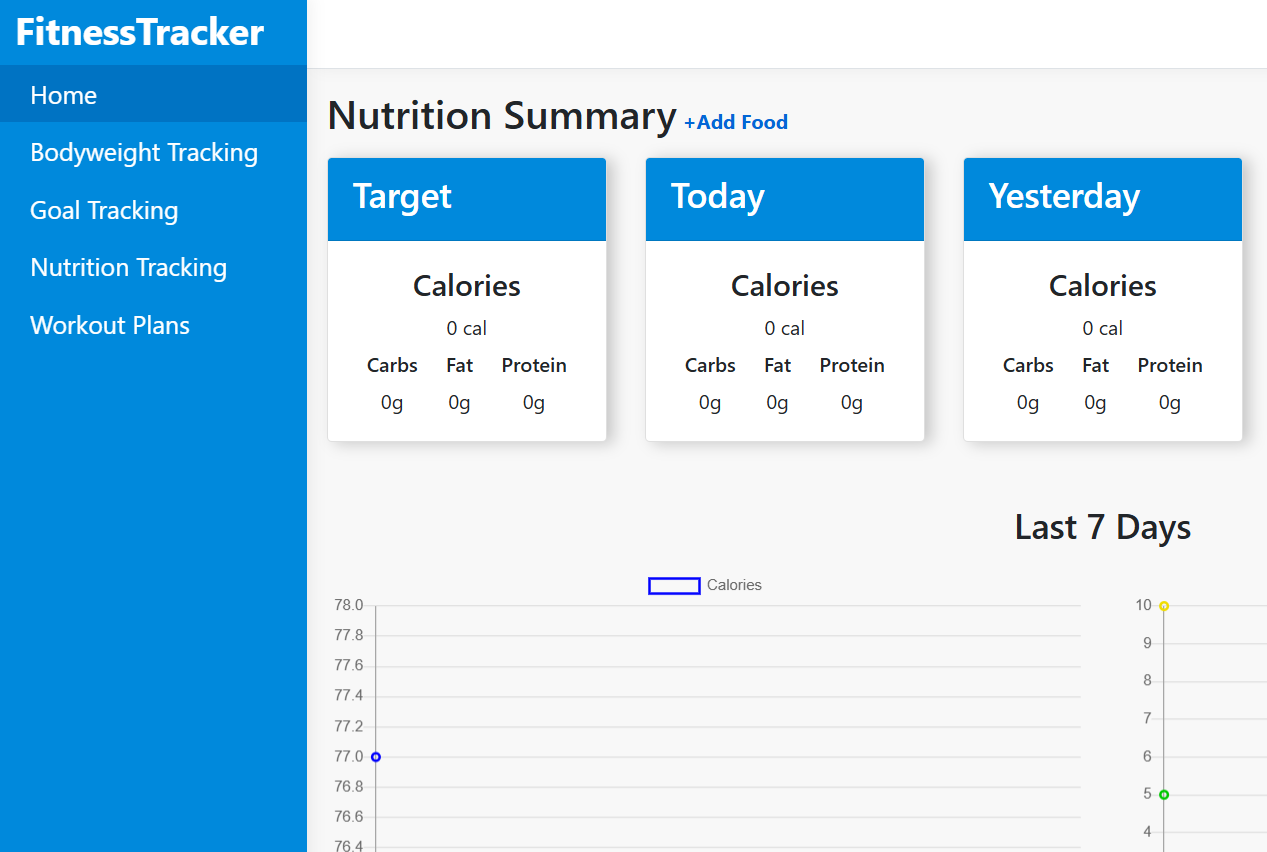 FitnessTracker
Home
Bodyweight Tracking
Goal Tracking
Nutrition Tracking
Workout Plans
Nutrition Summary +Add Food
Target
Calories
0 cal
Carbs Fat Protein
0g 0g 0g
Today
Calories
0 cal
Carbs Fat Protein
0g 0g 0g
Yesterday
Calories
0 cal
Carbs Fat Protein
0g 0g 0g
Last 7 Days
Calories
78.0
77.8
77.6
77.4
77.2
77.0
76.8
76.6
76.4
10
9
8
7
6
5
4